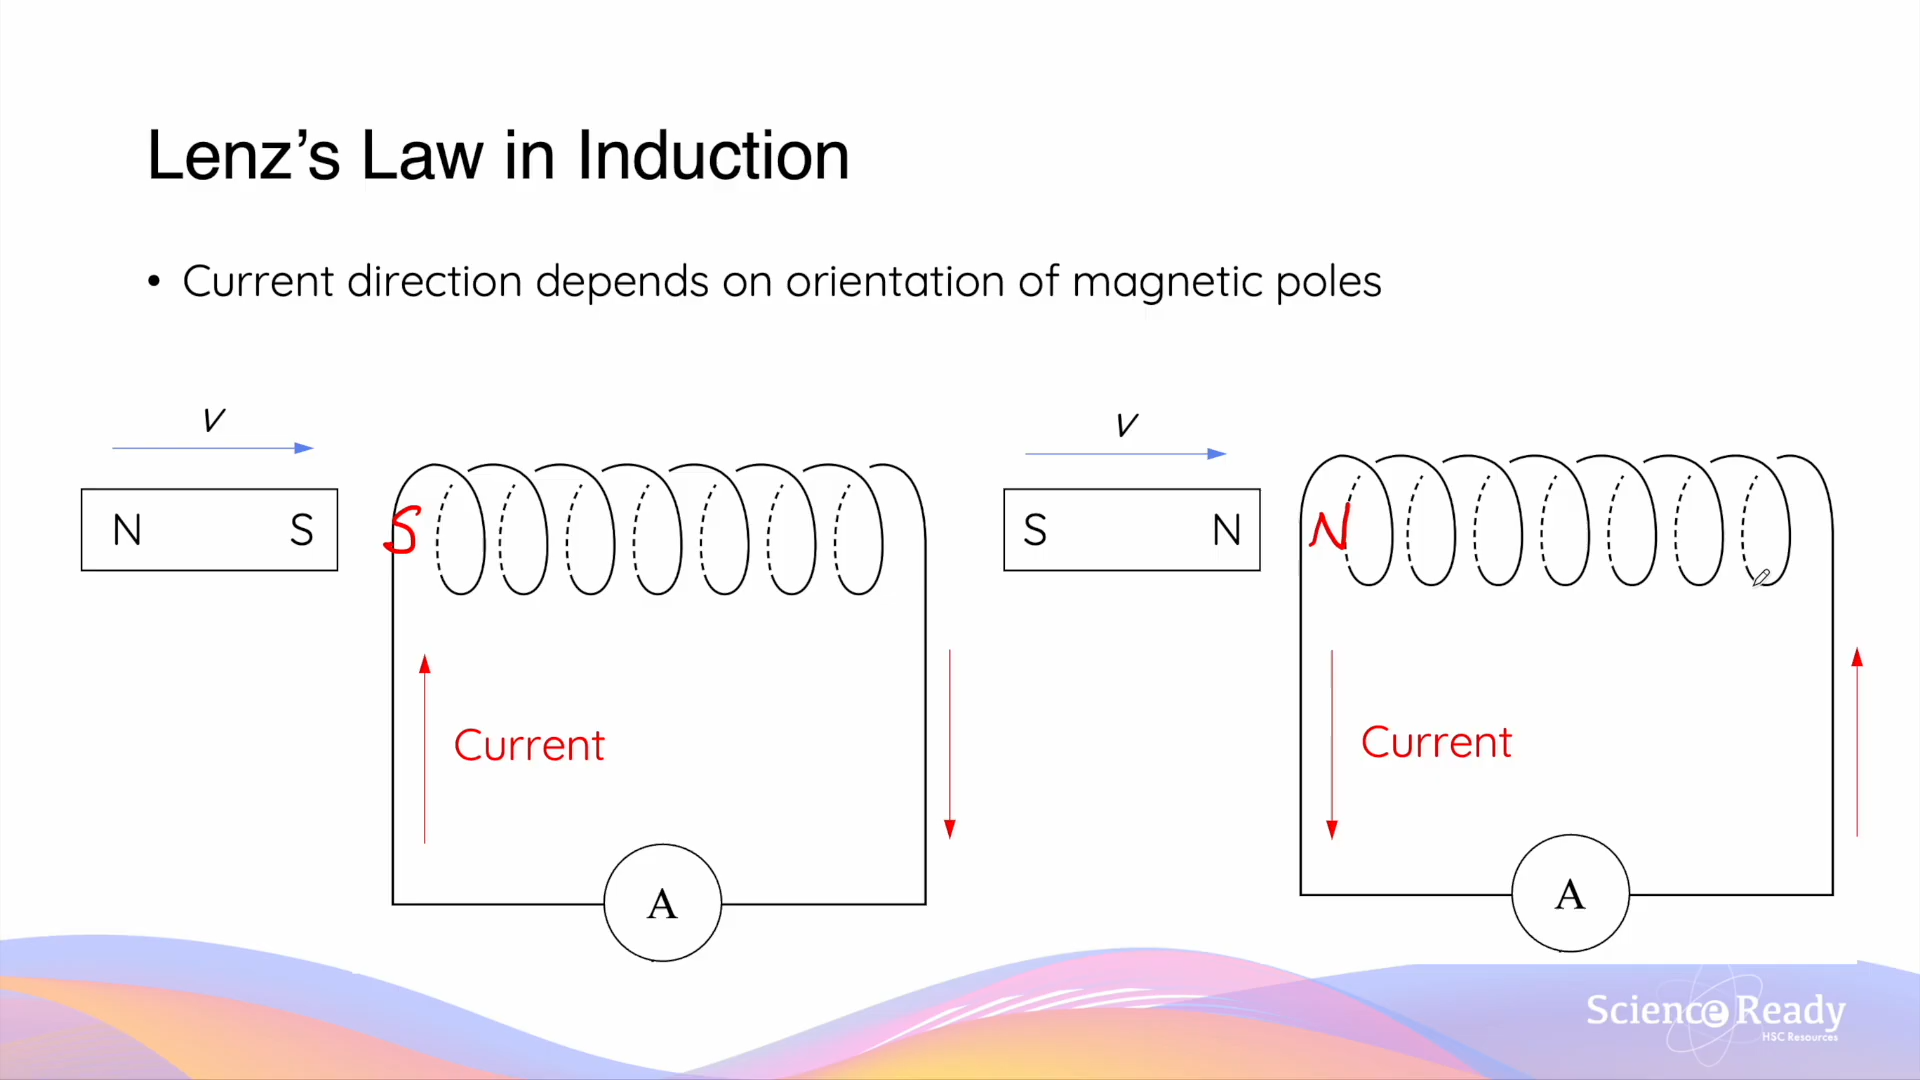 Lenz's Law in Induction
• Current direction depends on orientation of magnetic poles
v
N S
S
Current
A
v
S N
N
Current
A
Science Ready
HSC Resources